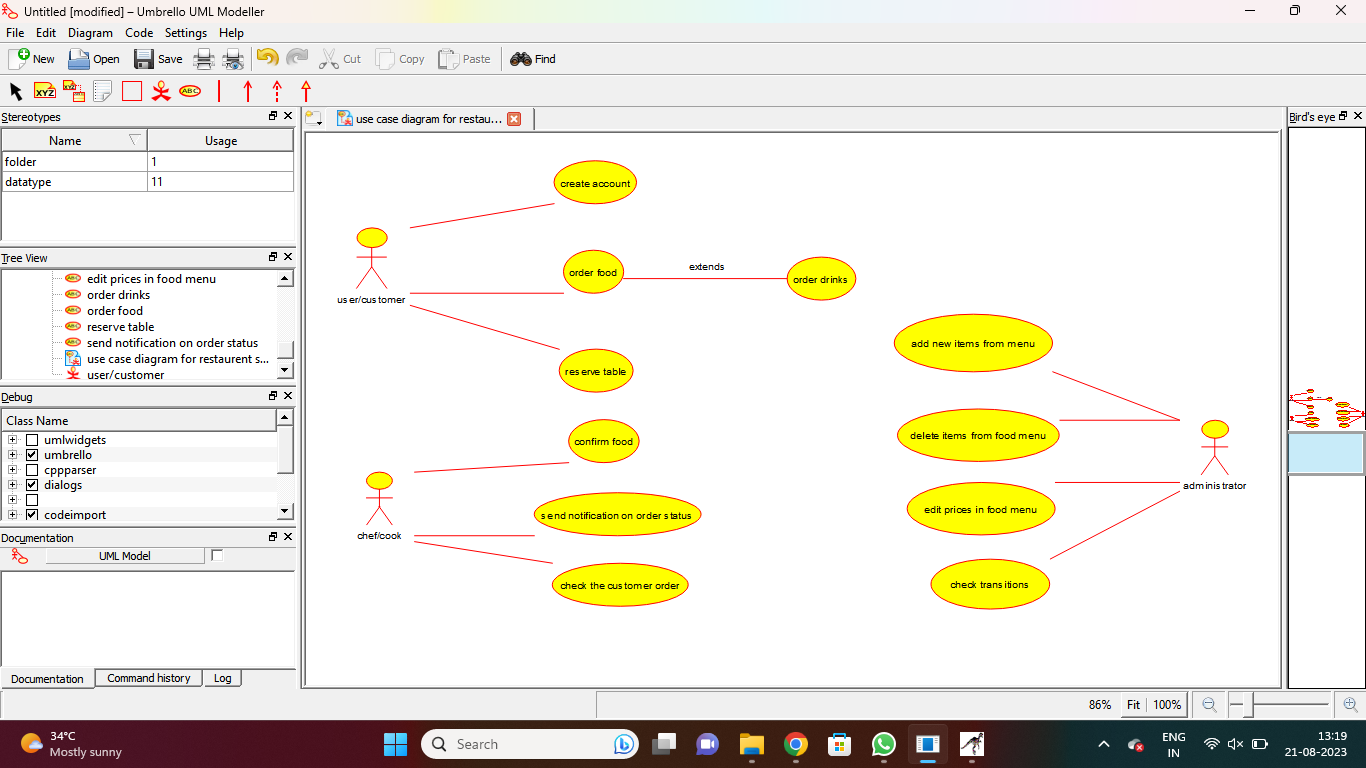 Untitled [modified] – Umbrello UML Modeller
File Edit Diagram Code Settings Help
New Open Save Cut Copy Paste Find
XYZ XYZ ABC
Stereotypes
Name Usage
folder 1
datatype 11
Tree View
edit prices in food menu
order drinks
order food
reserve table
send notification on order status
use case diagram for restaurent s...
user/customer
Debug
Class Name
umlwidgets
umbrello
cppparser
dialogs
codeimport
Documentation
UML Model
Documentation Command history Log
use case diagram for restau...
create account
order food
extends
order drinks
user/customer
reserve table
confirm food
send notification on order status
chef/cook
check the customer order
add new items from menu
delete items from food menu
edit prices in food menu
administrator
check transitions
Bird's eye
86% Fit 100%
34°C
Mostly sunny
Search
ENG
IN
13:19
21-08-2023